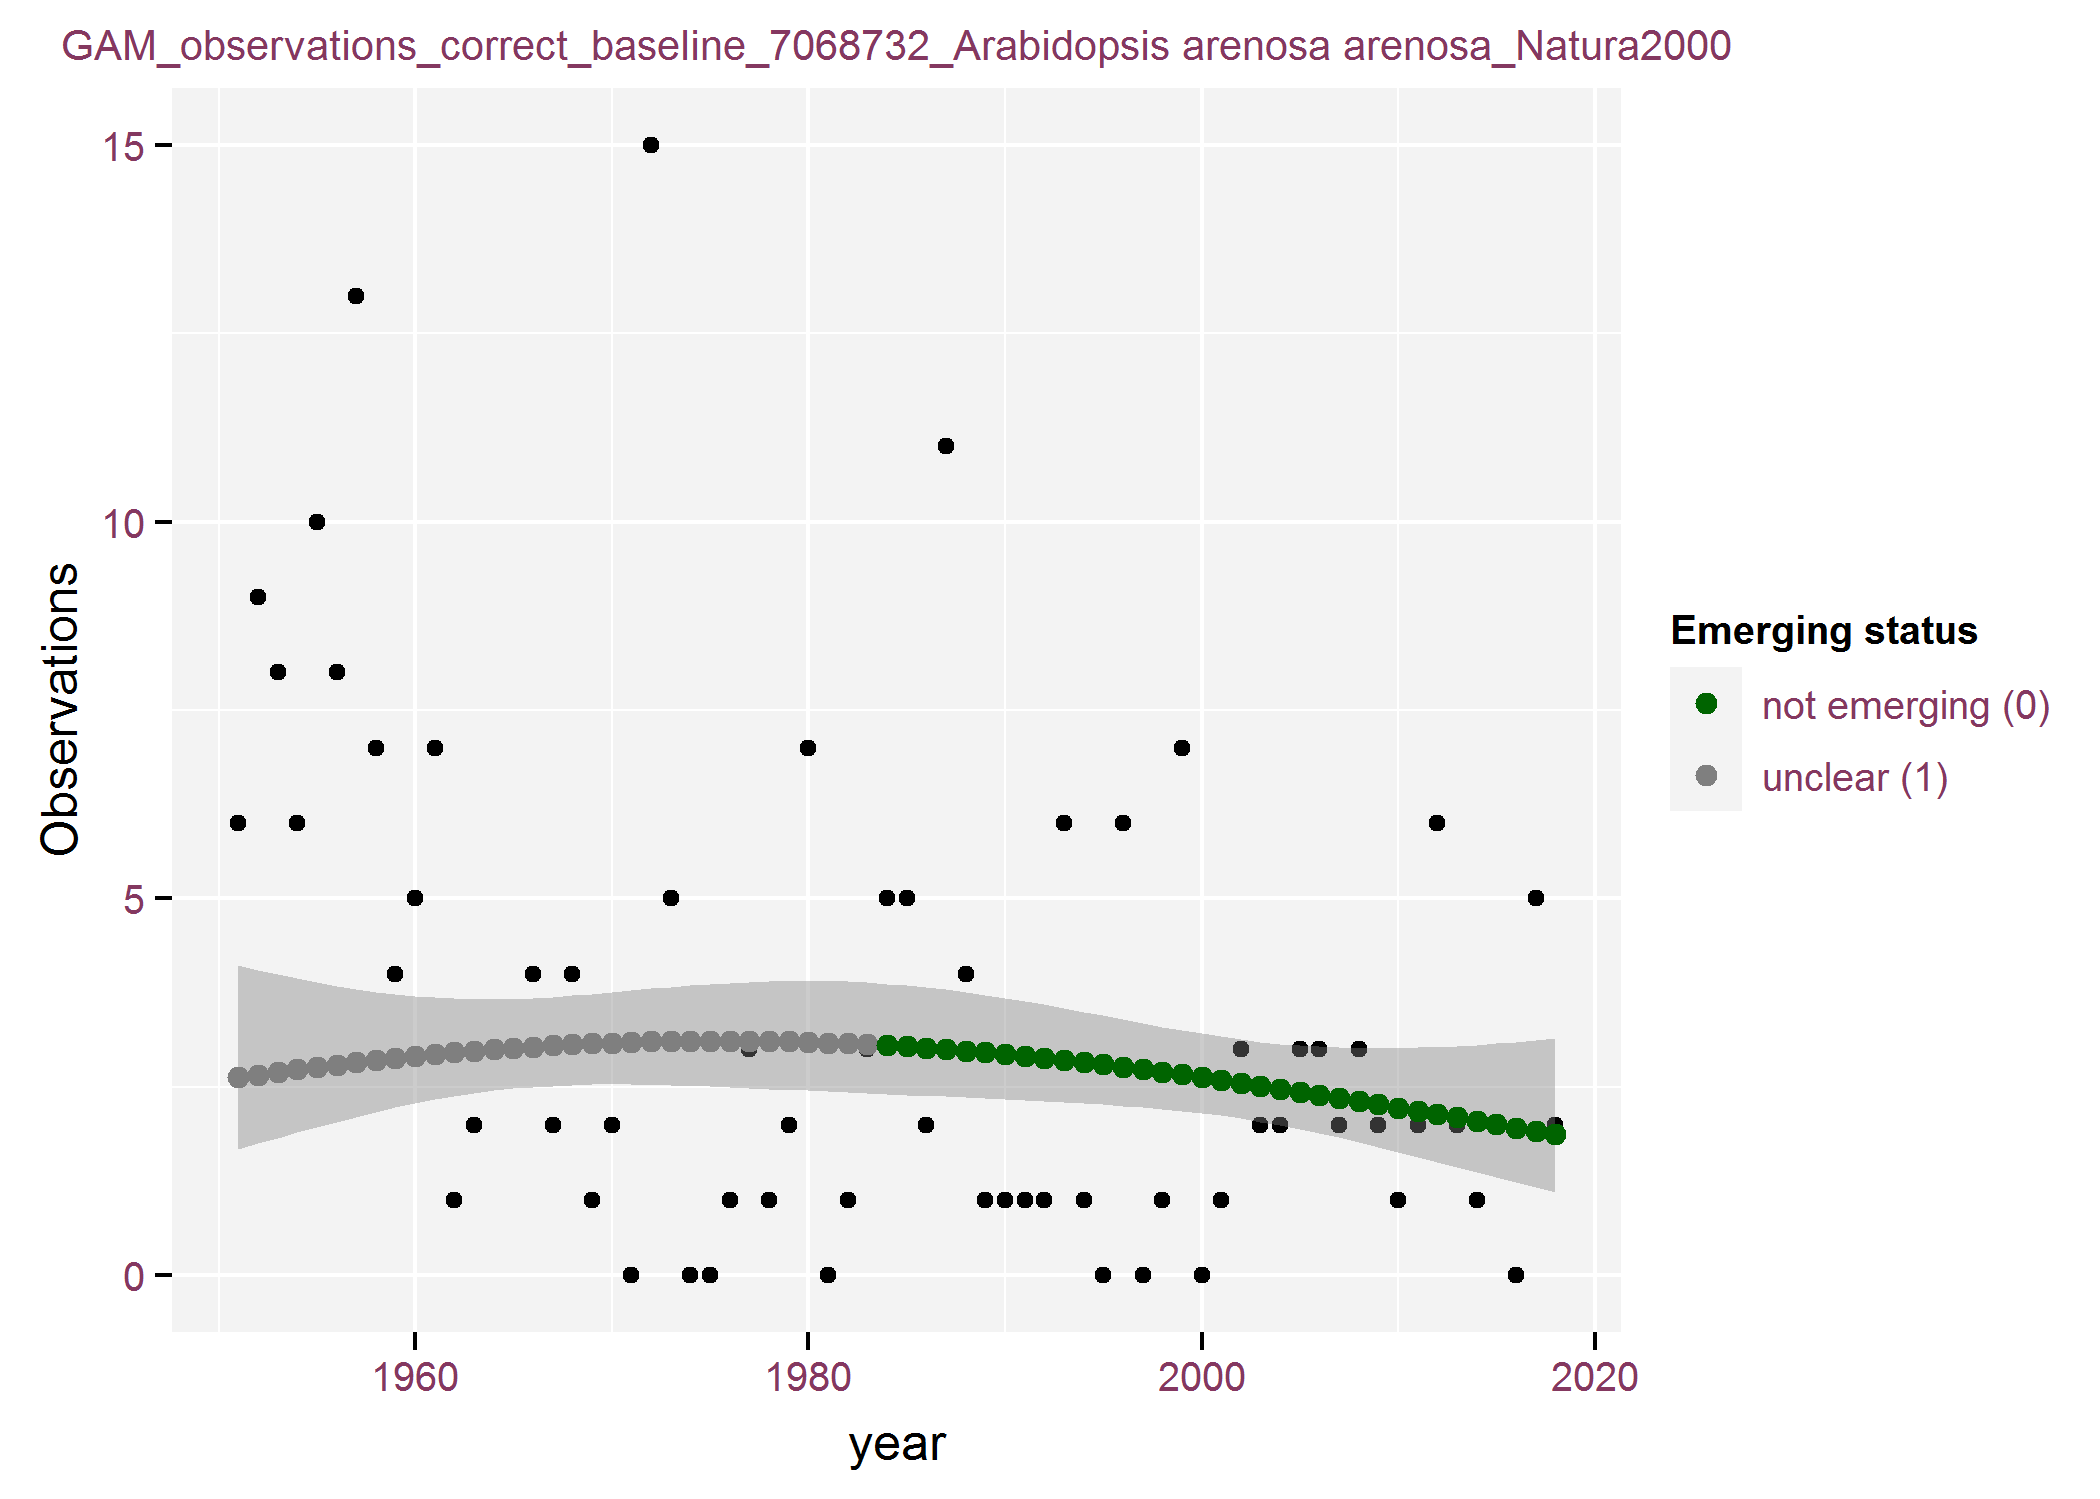 GAM_observations_correct_baseline_7068732_Arabidopsis arenosa arenosa_Natura2000
15
10
5
0
Observations
1960
1980
2000
2020
year
Emerging status
not emerging (0)
unclear (1)